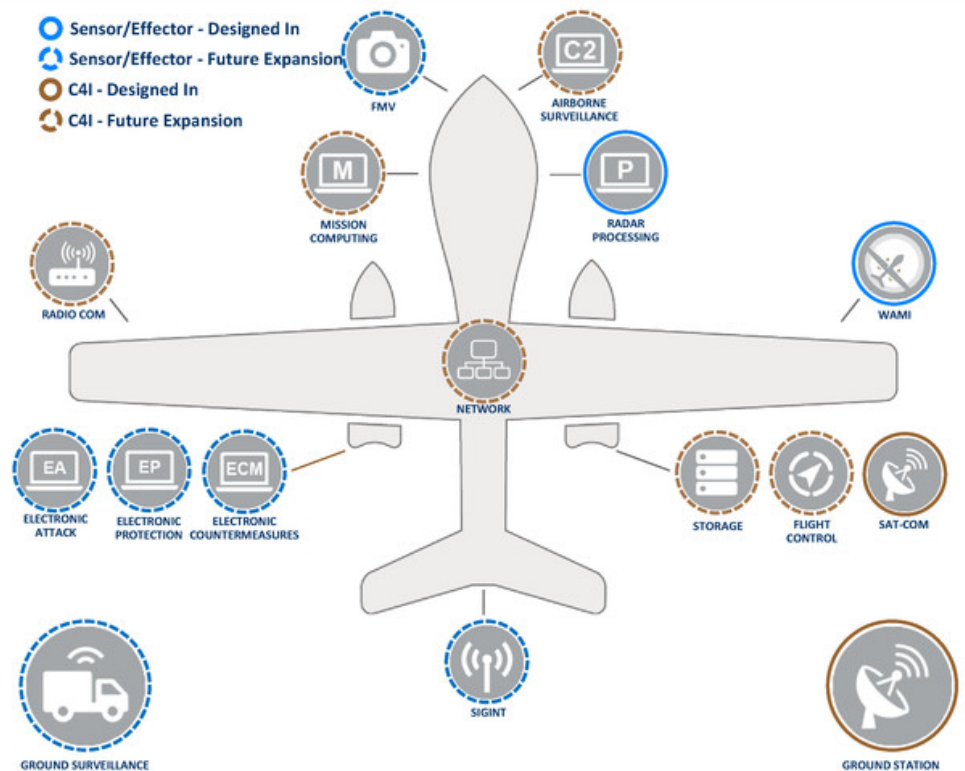 Sensor/Effector - Designed In
Sensor/Effector - Future Expansion
C4I - Designed In
C4I - Future Expansion
FMV
C2
AIRBORNE
SURVEILLANCE
M
MISSION
COMPUTING
P
RADAR
PROCESSING
RADIO COM
WAMI
NETWORK
EA
ELECTRONIC
ATTACK
EP
ELECTRONIC
PROTECTION
ECM
ELECTRONIC
COUNTERMEASURES
STORAGE
FLIGHT
CONTROL
SAT-COM
SIGINT
GROUND SURVEILLANCE
GROUND STATION